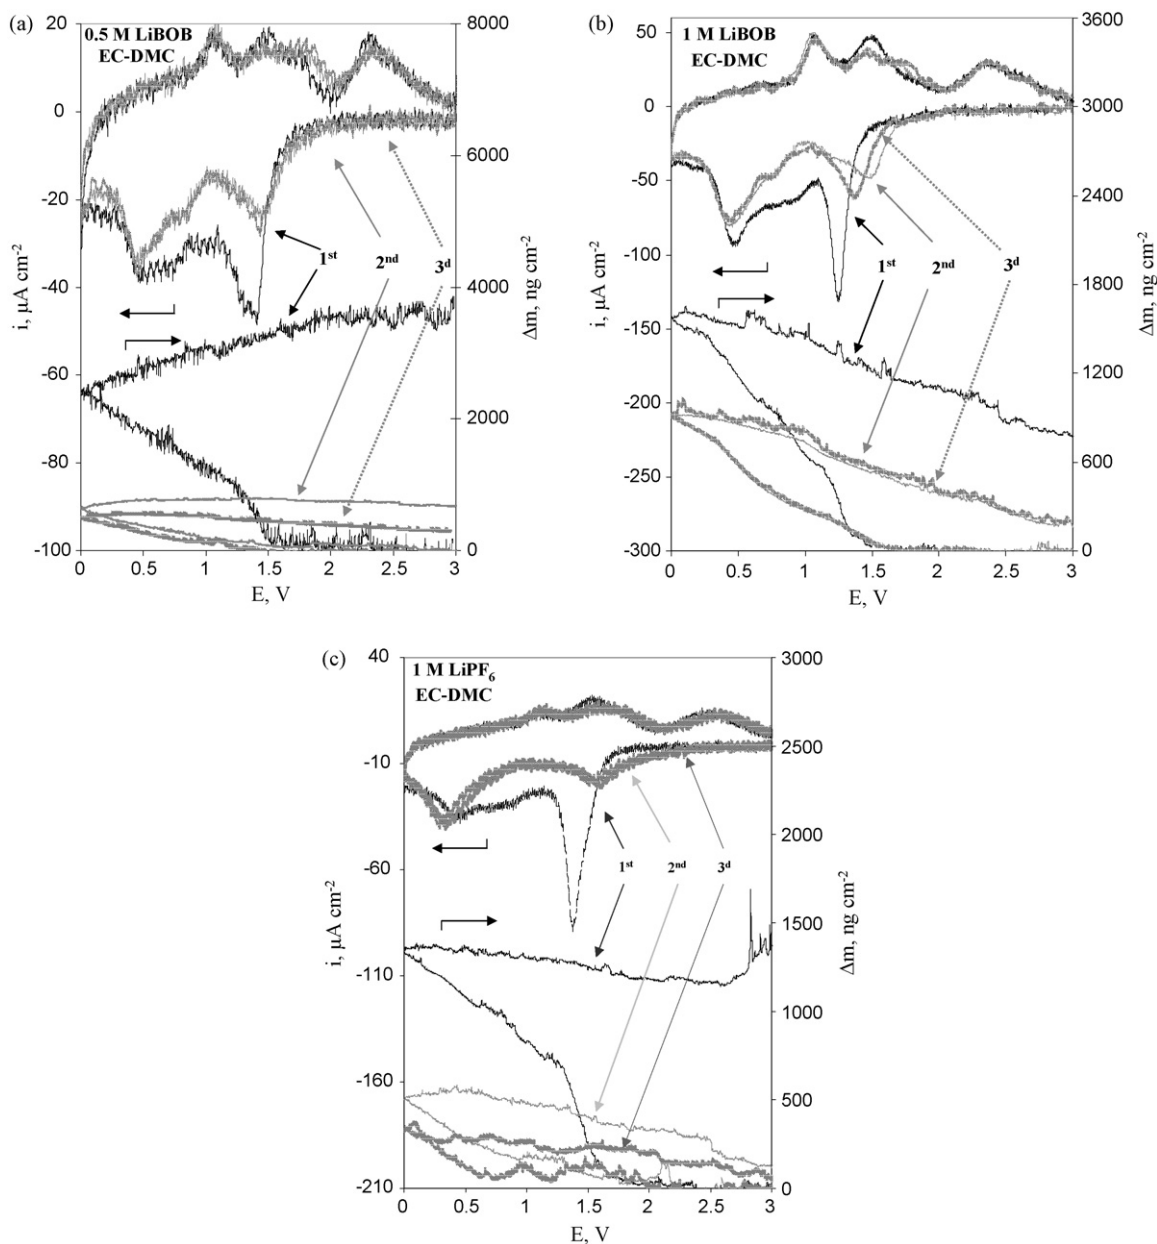 (a)
0.5 M LiBOB
EC-DMC
20
0
-20
-40
-60
-80
-100
i, µA cm-2
8000
6000
4000
2000
0
Δm, ng cm-2
1st
2nd
3d
0
0.5
1
1.5
2
2.5
3
E, V
(b)
1 M LiBOB
EC-DMC
50
0
-50
-100
-150
-200
-250
-300
i, µA cm-2
3600
3000
2400
1800
1200
600
0
Δm, ng cm-2
1st
2nd
3d
0
0.5
1
1.5
2
2.5
3
E, V
(c)
1 M LiPF6
EC-DMC
40
-10
-60
-110
-160
-210
i, µA cm-2
3000
2500
2000
1500
1000
500
0
Δm, ng cm-2
1st
2nd
3d
0
0.5
1
1.5
2
2.5
3
E, V